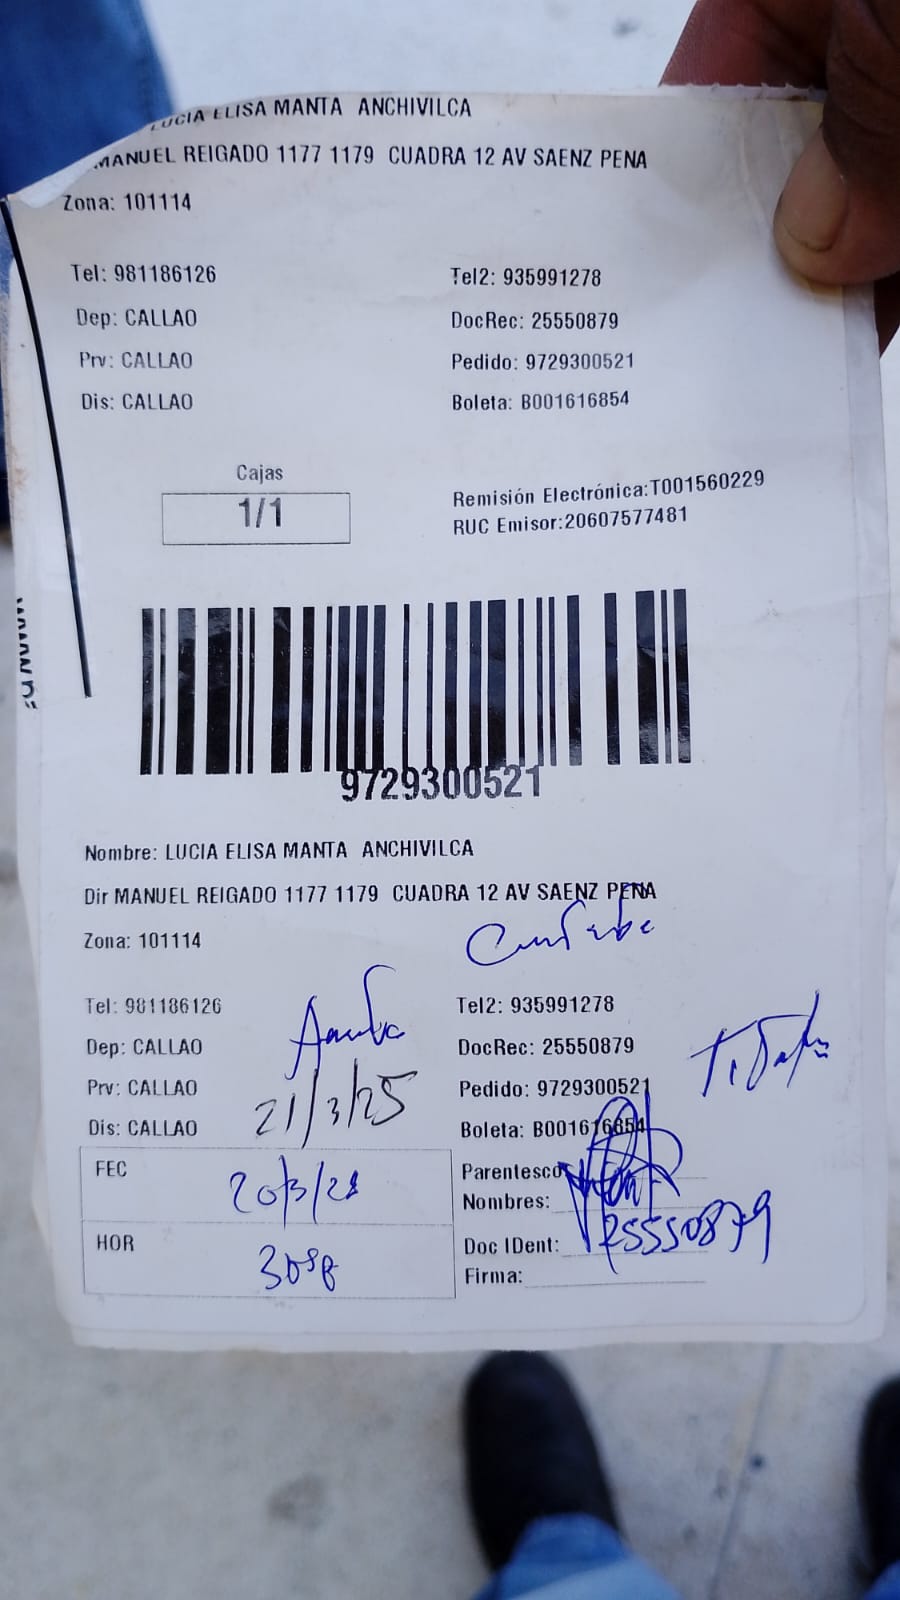 LUCIA ELISA MANTA ANCHIVILCA
MANUEL REIGADO 1177 1179 CUADRA 12 AV SAENZ PENA
Zona: 101114
Tel: 981186126 Tel2: 935991278
Dep: CALLAO DocRec: 25550879
Prv: CALLAO Pedido: 9729300521
Dis: CALLAO Boleta: B001616854
Cajas
1/1
Remisión Electrónica:T001560229
RUC Emisor:20607577481
9729300521
Nombre: LUCIA ELISA MANTA ANCHIVILCA
Dir MANUEL REIGADO 1177 1179 CUADRA 12 AV SAENZ PENA
Zona: 101114
Tel: 981186126 Tel2: 935991278
Dep: CALLAO DocRec: 25550879
Prv: CALLAO Pedido: 9729300521
21/3/25
Dis: CALLAO Boleta: B001616854
FEC
Parentesco
Nombres:
HOR
Doc IDent: 25550879
Firma: